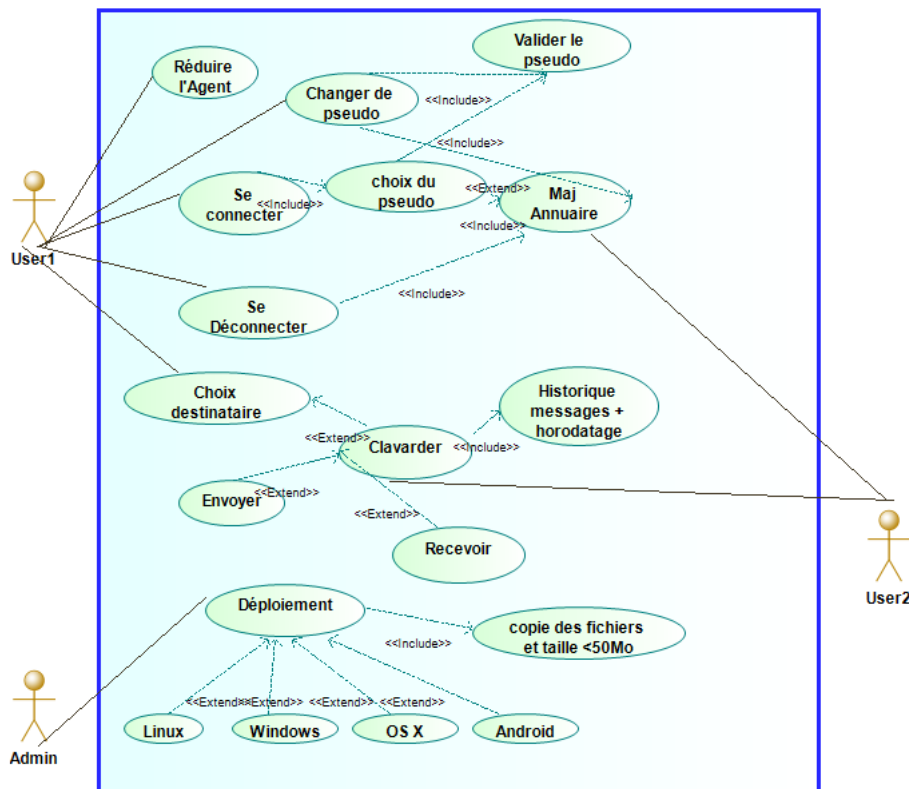 Valider le
pseudo
Réduire
l'Agent
Changer de
pseudo
<<Include>>
<<Include>>
Se
connecter
<<Include>>
choix du
pseudo
<<Extend>>
Maj
Annuaire
<<Include>>
User1
<<Include>>
Se
Déconnecter
Choix
destinataire
Historique
messages +
horodatage
<<Extend>>
Clavarder
<<Include>>
Envoyer
<<Extend>>
<<Extend>>
Recevoir
User2
Déploiement
<<Include>>
copie des fichiers
et taille <50Mo
<<Extend>>
<<Extend>>
<<Extend>>
<<Extend>>
Linux
Windows
OS X
Android
Admin